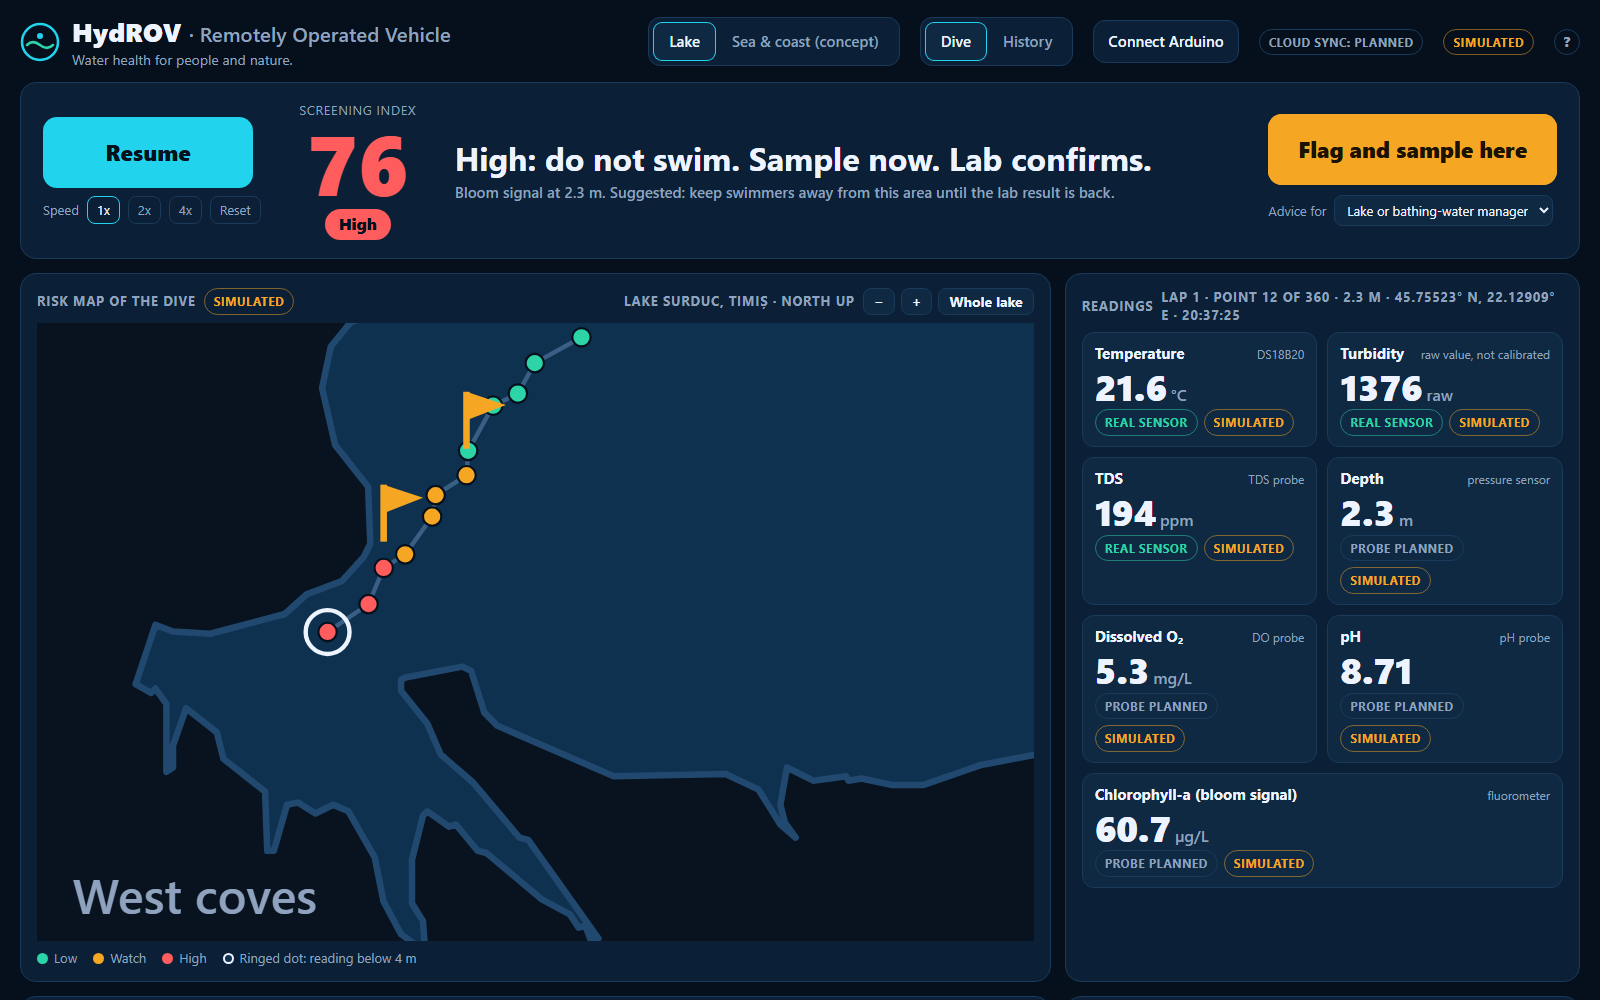 HydROV · Remotely Operated Vehicle
Water health for people and nature.
Lake
Sea & coast (concept)
Dive
History
Connect Arduino
CLOUD SYNC: PLANNED
SIMULATED
?
Resume
Speed
1x
2x
4x
Reset
SCREENING INDEX
76
High
High: do not swim. Sample now. Lab confirms.
Bloom signal at 2.3 m. Suggested: keep swimmers away from this area until the lab result is back.
Flag and sample here
Advice for
Lake or bathing-water manager
RISK MAP OF THE DIVE
SIMULATED
LAKE SURDUC, TIMIȘ · NORTH UP
−
+
Whole lake
West coves
Low
Watch
High
Ringed dot: reading below 4 m
READINGS
LAP 1 · POINT 12 OF 360 · 2.3 M · 45.75523° N, 22.12909°
E · 20:37:25
Temperature
DS18B20
21.6 °C
REAL SENSOR
SIMULATED
Turbidity
raw value, not calibrated
1376 raw
REAL SENSOR
SIMULATED
TDS
TDS probe
194 ppm
REAL SENSOR
SIMULATED
Depth
pressure sensor
2.3 m
PROBE PLANNED
SIMULATED
Dissolved O₂
DO probe
5.3 mg/L
PROBE PLANNED
SIMULATED
pH
pH probe
8.71
PROBE PLANNED
SIMULATED
Chlorophyll-a (bloom signal)
fluorometer
60.7 µg/L
PROBE PLANNED
SIMULATED